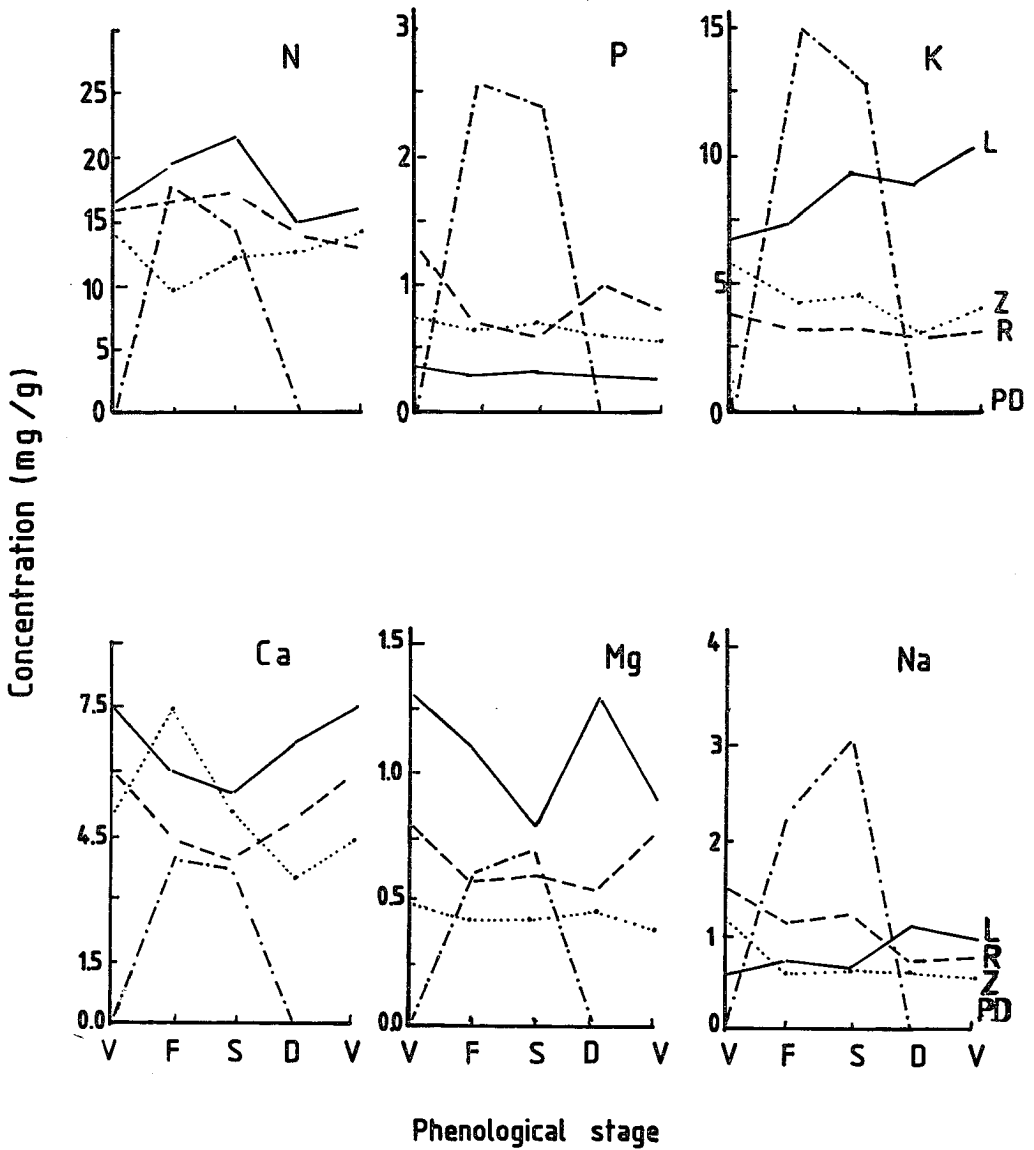 Concentration (mg/g)
N
25
20
15
10
5
0
P
3
2
1
0
K
15
10
5
0
L
Z
R
PD
Ca
7.5
4.5
1.5
0.0
V F S D V
Mg
1.5
1.0
0.5
0.0
V F S D V
Na
4
3
2
1
0
L
R
Z
PD
V F S D V
Phenological stage